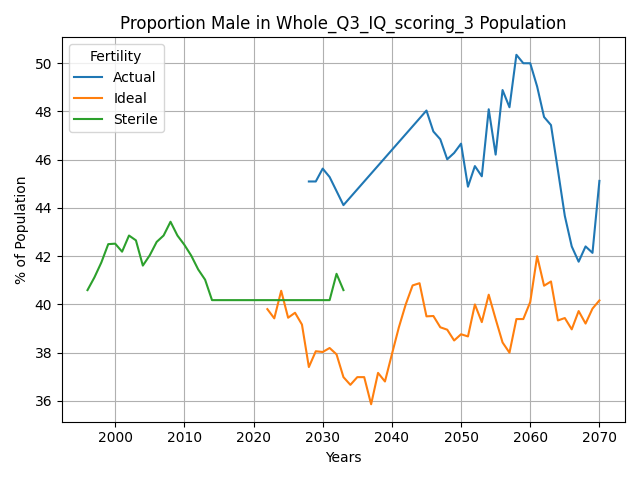 Proportion Male in Whole_Q3_IQ_scoring_3 Population
Fertility
Actual
Ideal
Sterile
% of Population
50
48
46
44
42
40
38
36
2000
2010
2020
2030
2040
2050
2060
2070
Years